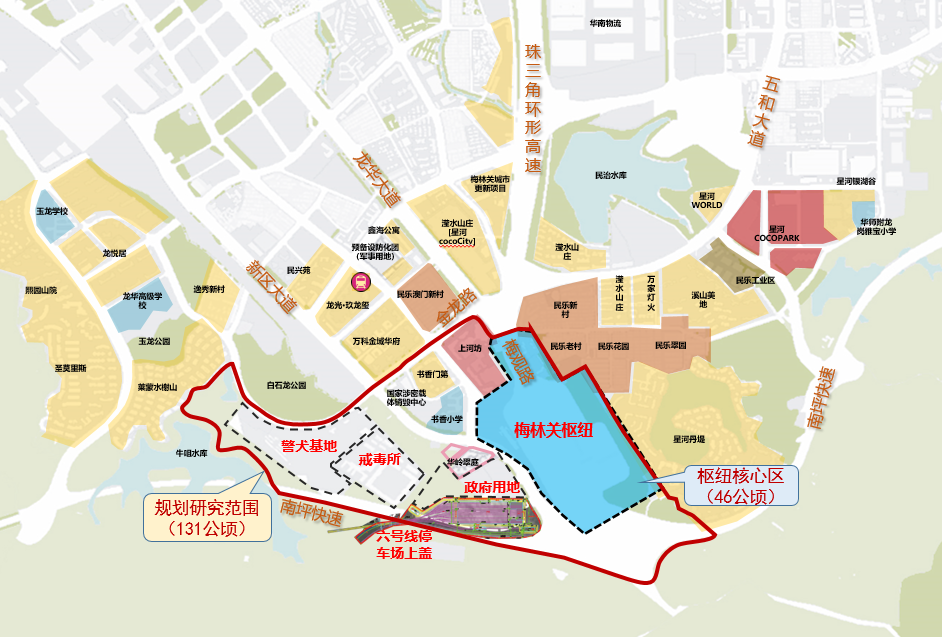 华南物流
珠三角环形高速
五和大道
龙华大道
梅林关城市
更新项目
民治水库
星河银湖谷
星河
WORLD
玉龙学校
滢水山庄
[星河
cocoCity]
鑫海公寓
星河
COCOPARK
华师附龙
岗雅宝小学
龙悦居
预备设防化团
(军事用地)
滢水山
庄
民乐工业区
新区大道
民兴苑
熙园山院
龙华高级学
校
逸秀新村
龙光·玖龙玺
民乐澳门新村
金龙路
民乐新
村
滢水山庄
万家灯火
溪山美
地
玉龙公园
万科金域华府
上河坊
梅观路
民乐老村
民乐花园
民乐翠园
圣莫里斯
莱蒙水榭山
白石龙公园
书香门第
国家涉密载
体销毁中心
书香小学
南坪快速
梅林关枢纽
星河丹堤
警犬基地
戒毒所
牛咀水库
华岭翠庭
政府用地
枢纽核心区
（46公顷）
规划研究范围
（131公顷）
南坪快速
六号线停
车场上盖